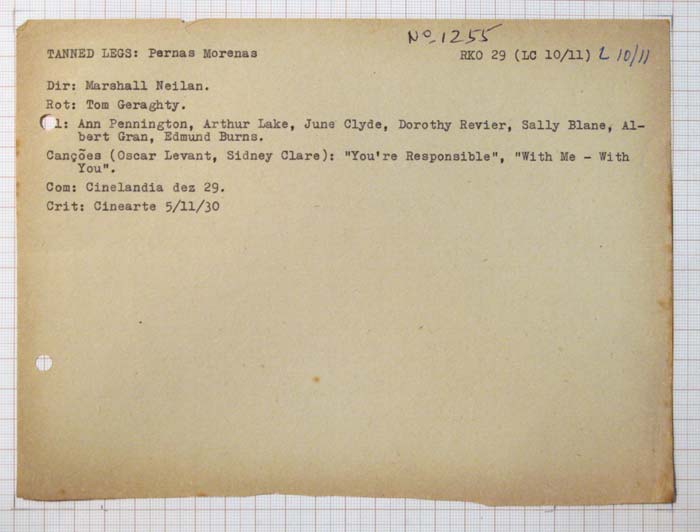 No. 1255
TANNED LEGS: Pernas Morenas RKO 29 (LC 10/11) L 10/11
Dir: Marshall Neilan.
Rot: Tom Geraghty.
l: Ann Pennington, Arthur Lake, June Clyde, Dorothy Revier, Sally Blane, Al-
bert Gran, Edmund Burns.
Canções (Oscar Levant, Sidney Clare): "You're Responsible", "With Me - With
You".
Com: Cinelandia dez 29.
Crit: Cinearte 5/11/30